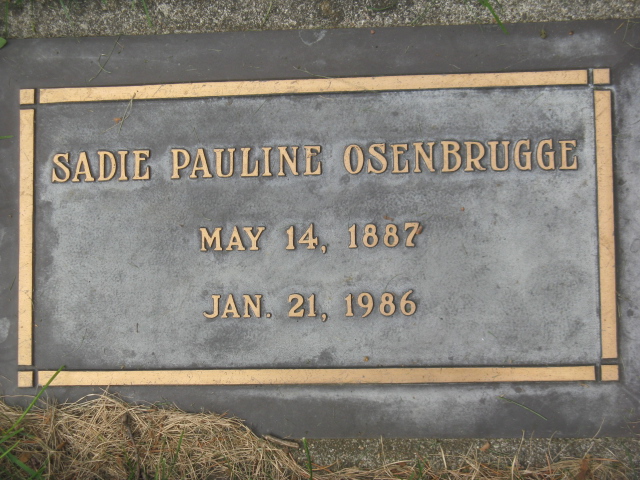 SADIE PAULINE OSENBRUGGE
MAY 14, 1887
JAN. 21, 1986